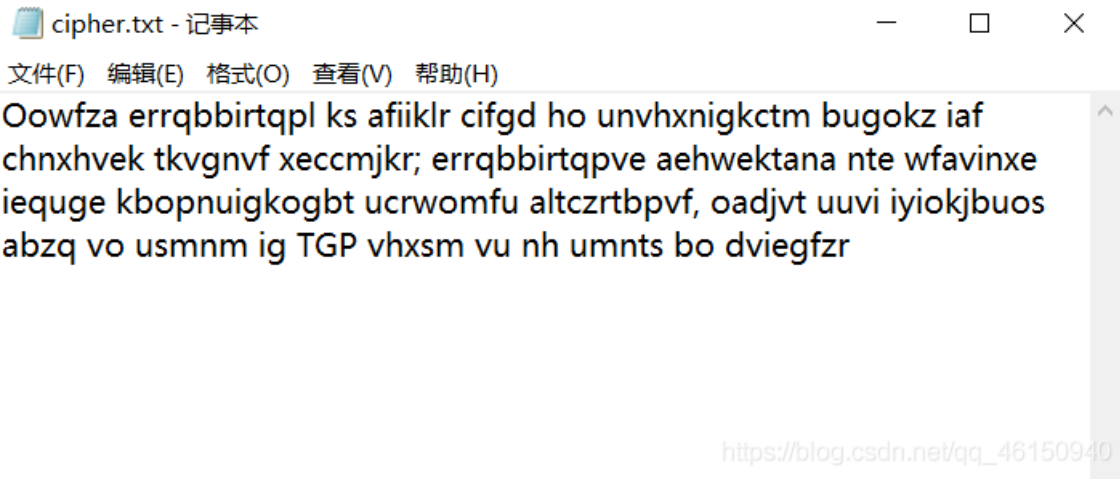 cipher.txt - 记事本
文件(F) 编辑(E) 格式(O) 查看(V) 帮助(H)
Oowfza errqbbirtqpl ks afiiklr cifgd ho unvhxnigkctm bugokz iaf
chnxhvek tkvgnvf xeccmjkr; errqbbirtqpve aehwektana nte wfavinxe
iequge kbopnuigkogbt ucrwomfu altczrtbpvf, oadjvt uuvi iyiokjbuos
abzq vo usmnm ig TGP vhxsm vu nh umnts bo dviegfzr
https://blog.csdn.net/qq_46150940